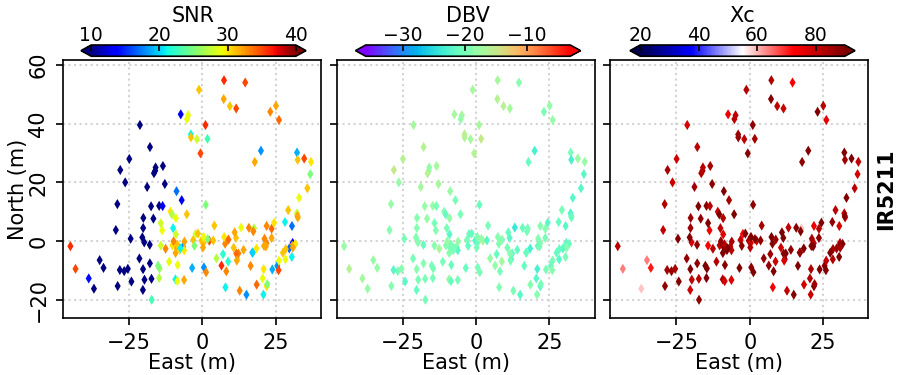 SNR DBV Xc
10 20 30 40 −30 −20 −10 20 40 60 80
60
40
20
0
−20
North (m)
IR5211
−25 0 25 −25 0 25 −25 0 25
East (m) East (m) East (m)